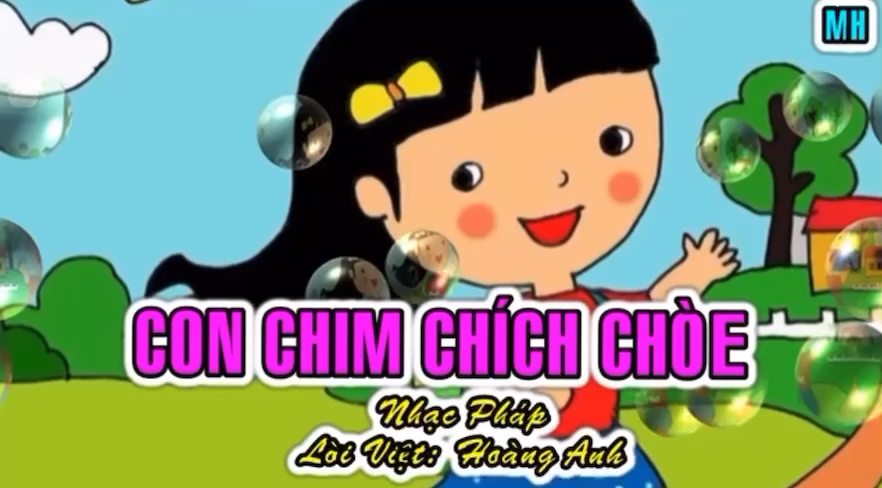 MH
CON CHIM CHÍCH CHÒE
Nhạc Pháp
Lời Việt: Hoàng Anh